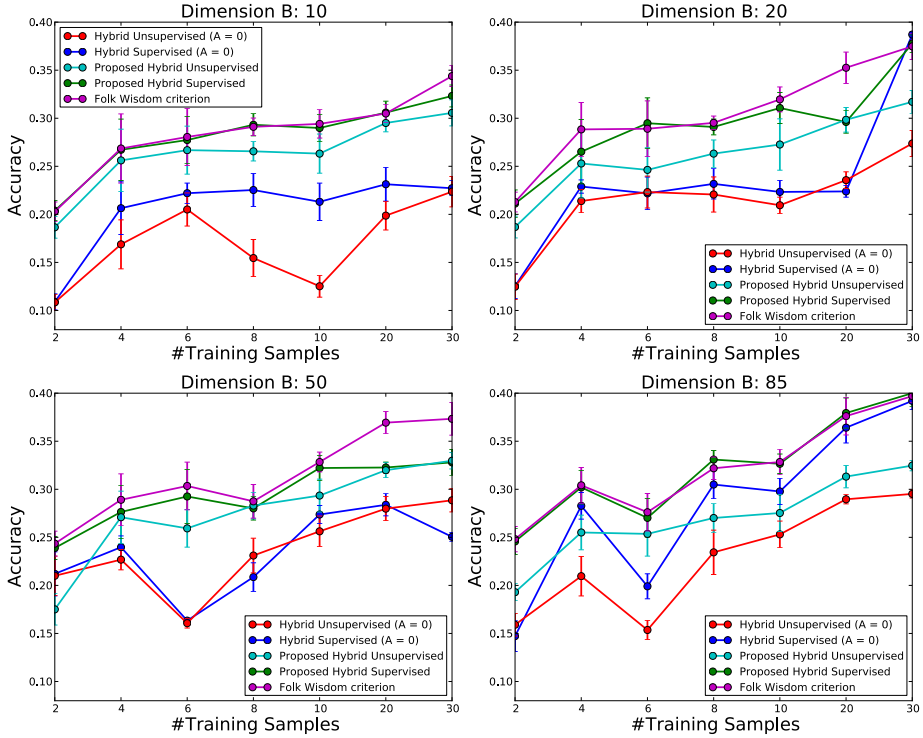 Dimension B: 10
0.40
0.35
0.30
0.25
0.20
0.15
0.10
Accuracy
Hybrid Unsupervised (A = 0)
Hybrid Supervised (A = 0)
Proposed Hybrid Unsupervised
Proposed Hybrid Supervised
Folk Wisdom criterion
2 4 6 8 10 20 30
#Training Samples
Dimension B: 20
0.40
0.35
0.30
0.25
0.20
0.15
0.10
Accuracy
Hybrid Unsupervised (A = 0)
Hybrid Supervised (A = 0)
Proposed Hybrid Unsupervised
Proposed Hybrid Supervised
Folk Wisdom criterion
2 4 6 8 10 20 30
#Training Samples
Dimension B: 50
0.40
0.35
0.30
0.25
0.20
0.15
0.10
Accuracy
Hybrid Unsupervised (A = 0)
Hybrid Supervised (A = 0)
Proposed Hybrid Unsupervised
Proposed Hybrid Supervised
Folk Wisdom criterion
2 4 6 8 10 20 30
#Training Samples
Dimension B: 85
0.40
0.35
0.30
0.25
0.20
0.15
0.10
Accuracy
Hybrid Unsupervised (A = 0)
Hybrid Supervised (A = 0)
Proposed Hybrid Unsupervised
Proposed Hybrid Supervised
Folk Wisdom criterion
2 4 6 8 10 20 30
#Training Samples